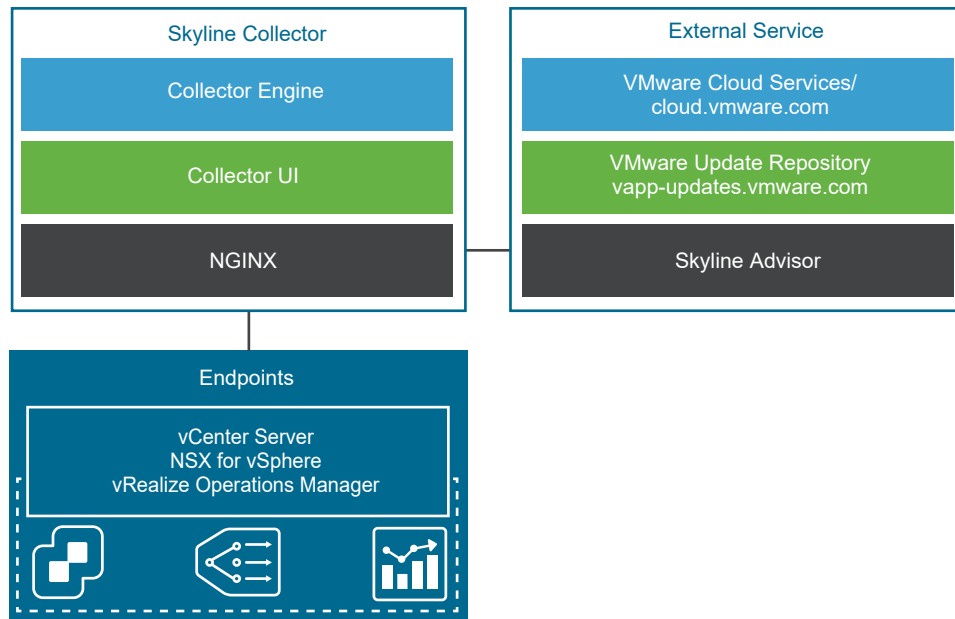 Skyline Collector
Collector Engine
Collector UI
NGINX
External Service
VMware Cloud Services/
cloud.vmware.com
VMware Update Repository
vapp-updates.vmware.com
Skyline Advisor
Endpoints
vCenter Server
NSX for vSphere
vRealize Operations Manager